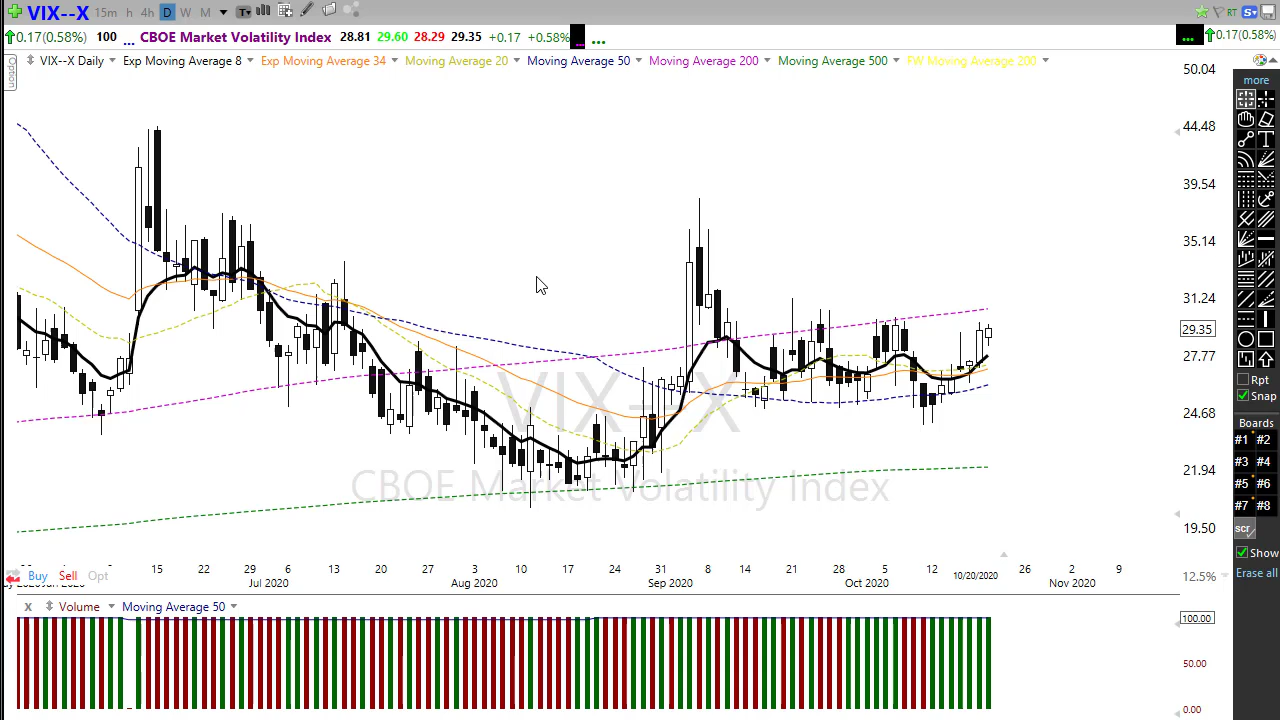 VIX--X 15m h 4h D W M T
RT S
0.17(0.58%) 100 ... CBOE Market Volatility Index 28.81 29.60 28.29 29.35 +0.17 +0.58% ...
... 0.17(0.58%)
Option
VIX--X Daily Exp Moving Average 8 Exp Moving Average 34 Moving Average 20 Moving Average 50 Moving Average 200 Moving Average 500 FW Moving Average 200
50.04
44.48
39.54
35.14
31.24
29.35
27.77
24.68
21.94
19.50
12.5%
more
T
Rpt
Snap
Boards
#1 #2
#3 #4
#5 #6
#7 #8
scr
Show
Erase all
VIX--X
CBOE Market Volatility Index
15 22 29 6 13 20 27 3 10 17 24 31 8 14 21 28 5 12 10/20/2020 26 2 9
Jul 2020 Aug 2020 Sep 2020 Oct 2020 Nov 2020
Buy Sell Opt
x Volume Moving Average 50
100.00
50.00
0.00